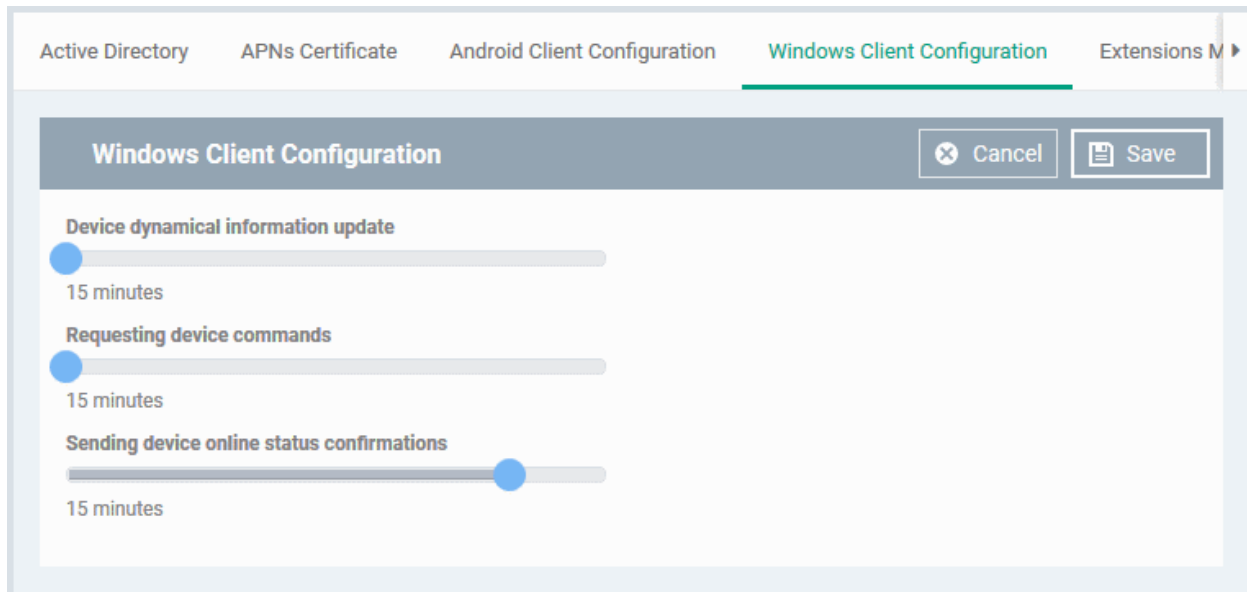 Active Directory APNs Certificate Android Client Configuration Windows Client Configuration Extensions M
Windows Client Configuration Cancel Save
Device dynamical information update
15 minutes
Requesting device commands
15 minutes
Sending device online status confirmations
15 minutes